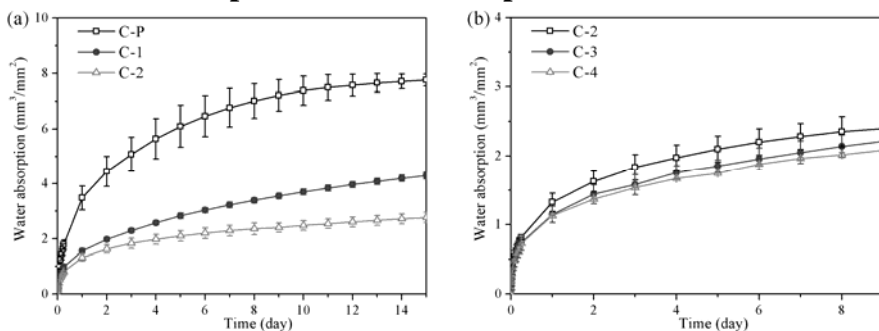 (a)
C-P
C-1
C-2
Water absorption (mm³/mm²)
10
8
6
4
2
0
0 2 4 6 8 10 12 14
Time (day)
(b)
C-2
C-3
C-4
Water absorption (mm³/mm²)
4
3
2
1
0
0 2 4 6 8
Time (day)